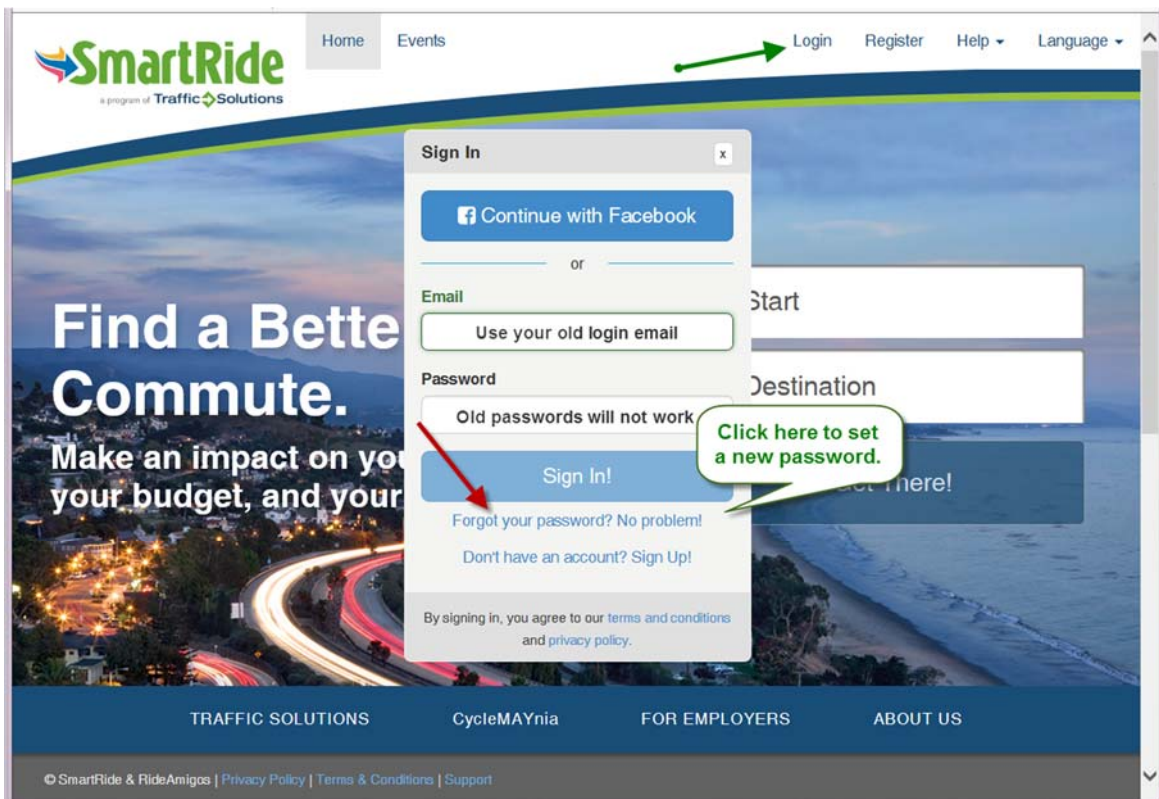 SmartRide
a program of Traffic Solutions
Home Events Login Register Help Language
Sign In x
Continue with Facebook
or
Email
Use your old login email
Password
Old passwords will not work
Sign In!
Forgot your password? No problem!
Don't have an account? Sign Up!
By signing in, you agree to our terms and conditions
and privacy policy.
Click here to set
a new password.
Find a Bette
Commute.
Make an impact on you
your budget, and your
Start
Destination
There!
TRAFFIC SOLUTIONS CycleMAYnia FOR EMPLOYERS ABOUT US
© SmartRide & RideAmigos | Privacy Policy | Terms & Conditions | Support